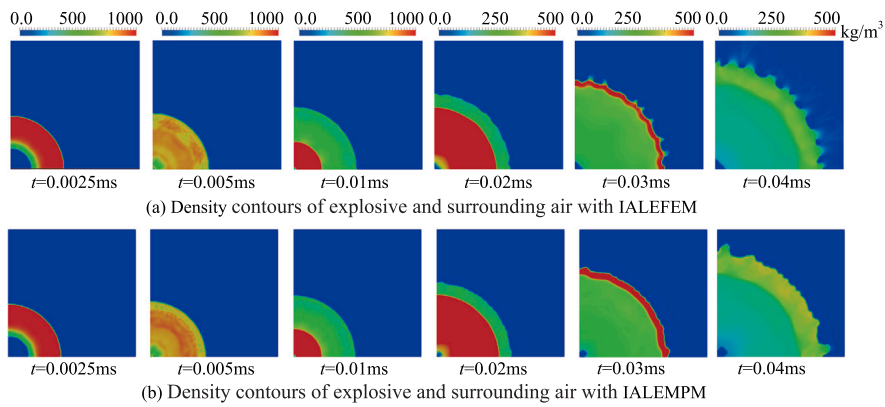 0.0 500 1000 0.0 500 1000 0.0 500 1000 0.0 250 500 0.0 250 500 0.0 250 500 kg/m³
t=0.0025ms t=0.005ms t=0.01ms t=0.02ms t=0.03ms t=0.04ms
(a) Density contours of explosive and surrounding air with IALEFEM
t=0.0025ms t=0.005ms t=0.01ms t=0.02ms t=0.03ms t=0.04ms
(b) Density contours of explosive and surrounding air with IALEMPM